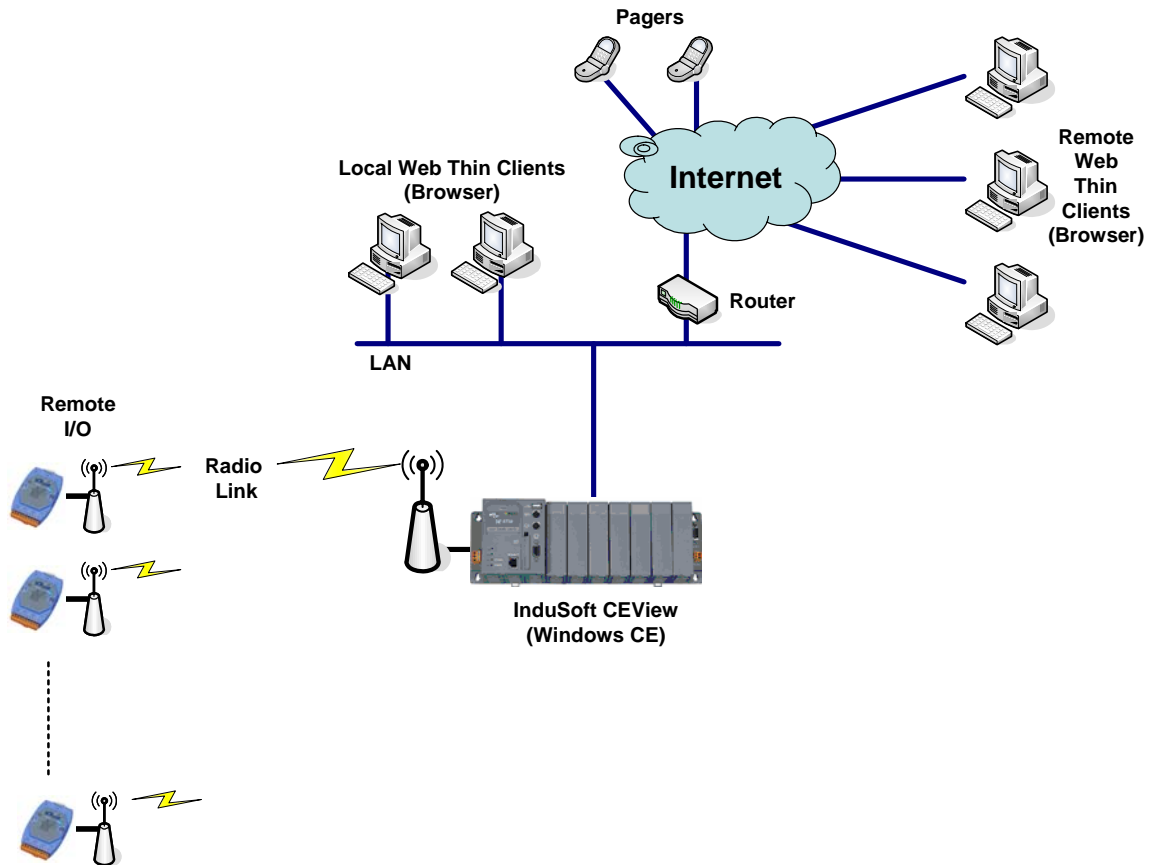 Pagers
Local Web Thin Clients
(Browser)
Internet
Remote
Web
Thin
Clients
(Browser)
Router
LAN
Remote
I/O
Radio
Link
InduSoft CEView
(Windows CE)